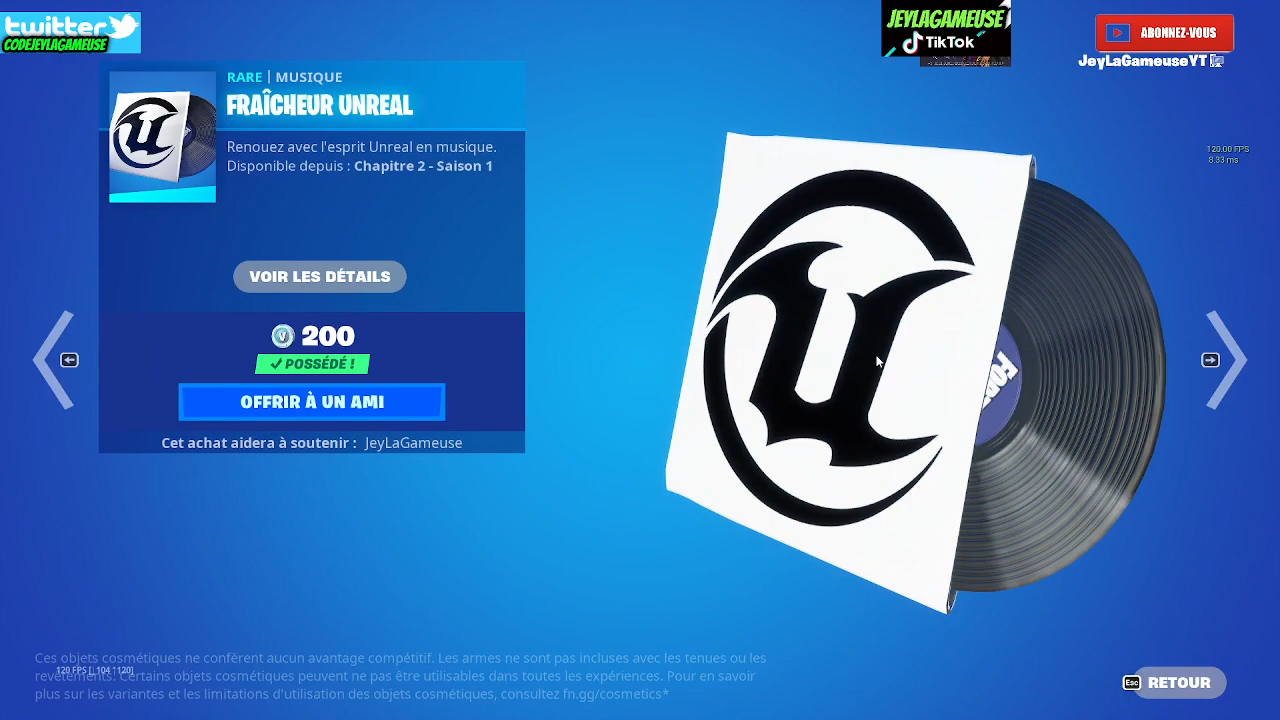 twitter
CODEJEYLAGAMEUSE
JEYLAGAMEUSE
TikTok
ABONNEZ-VOUS
JeyLaGameuseYT
RARE | MUSIQUE
FRAÎCHEUR UNREAL
Renouez avec l'esprit Unreal en musique.
Disponible depuis : Chapitre 2 - Saison 1
120.00 FPS
8.33 ms
VOIR LES DÉTAILS
200
POSSÉDÉ !
OFFRIR À UN AMI
Cet achat aidera à soutenir : JeyLaGameuse
Ces objets cosmétiques ne confèrent aucun avantage compétitif. Les armes ne sont pas incluses avec les tenues ou les
120 FPS [↓104 ↑120]
revêtements. Certains objets cosmétiques peuvent ne pas être utilisables dans toutes les expériences. Pour en savoir
plus sur les variantes et les limitations d'utilisation des objets cosmétiques, consultez fn.gg/cosmetics*
Esc RETOUR